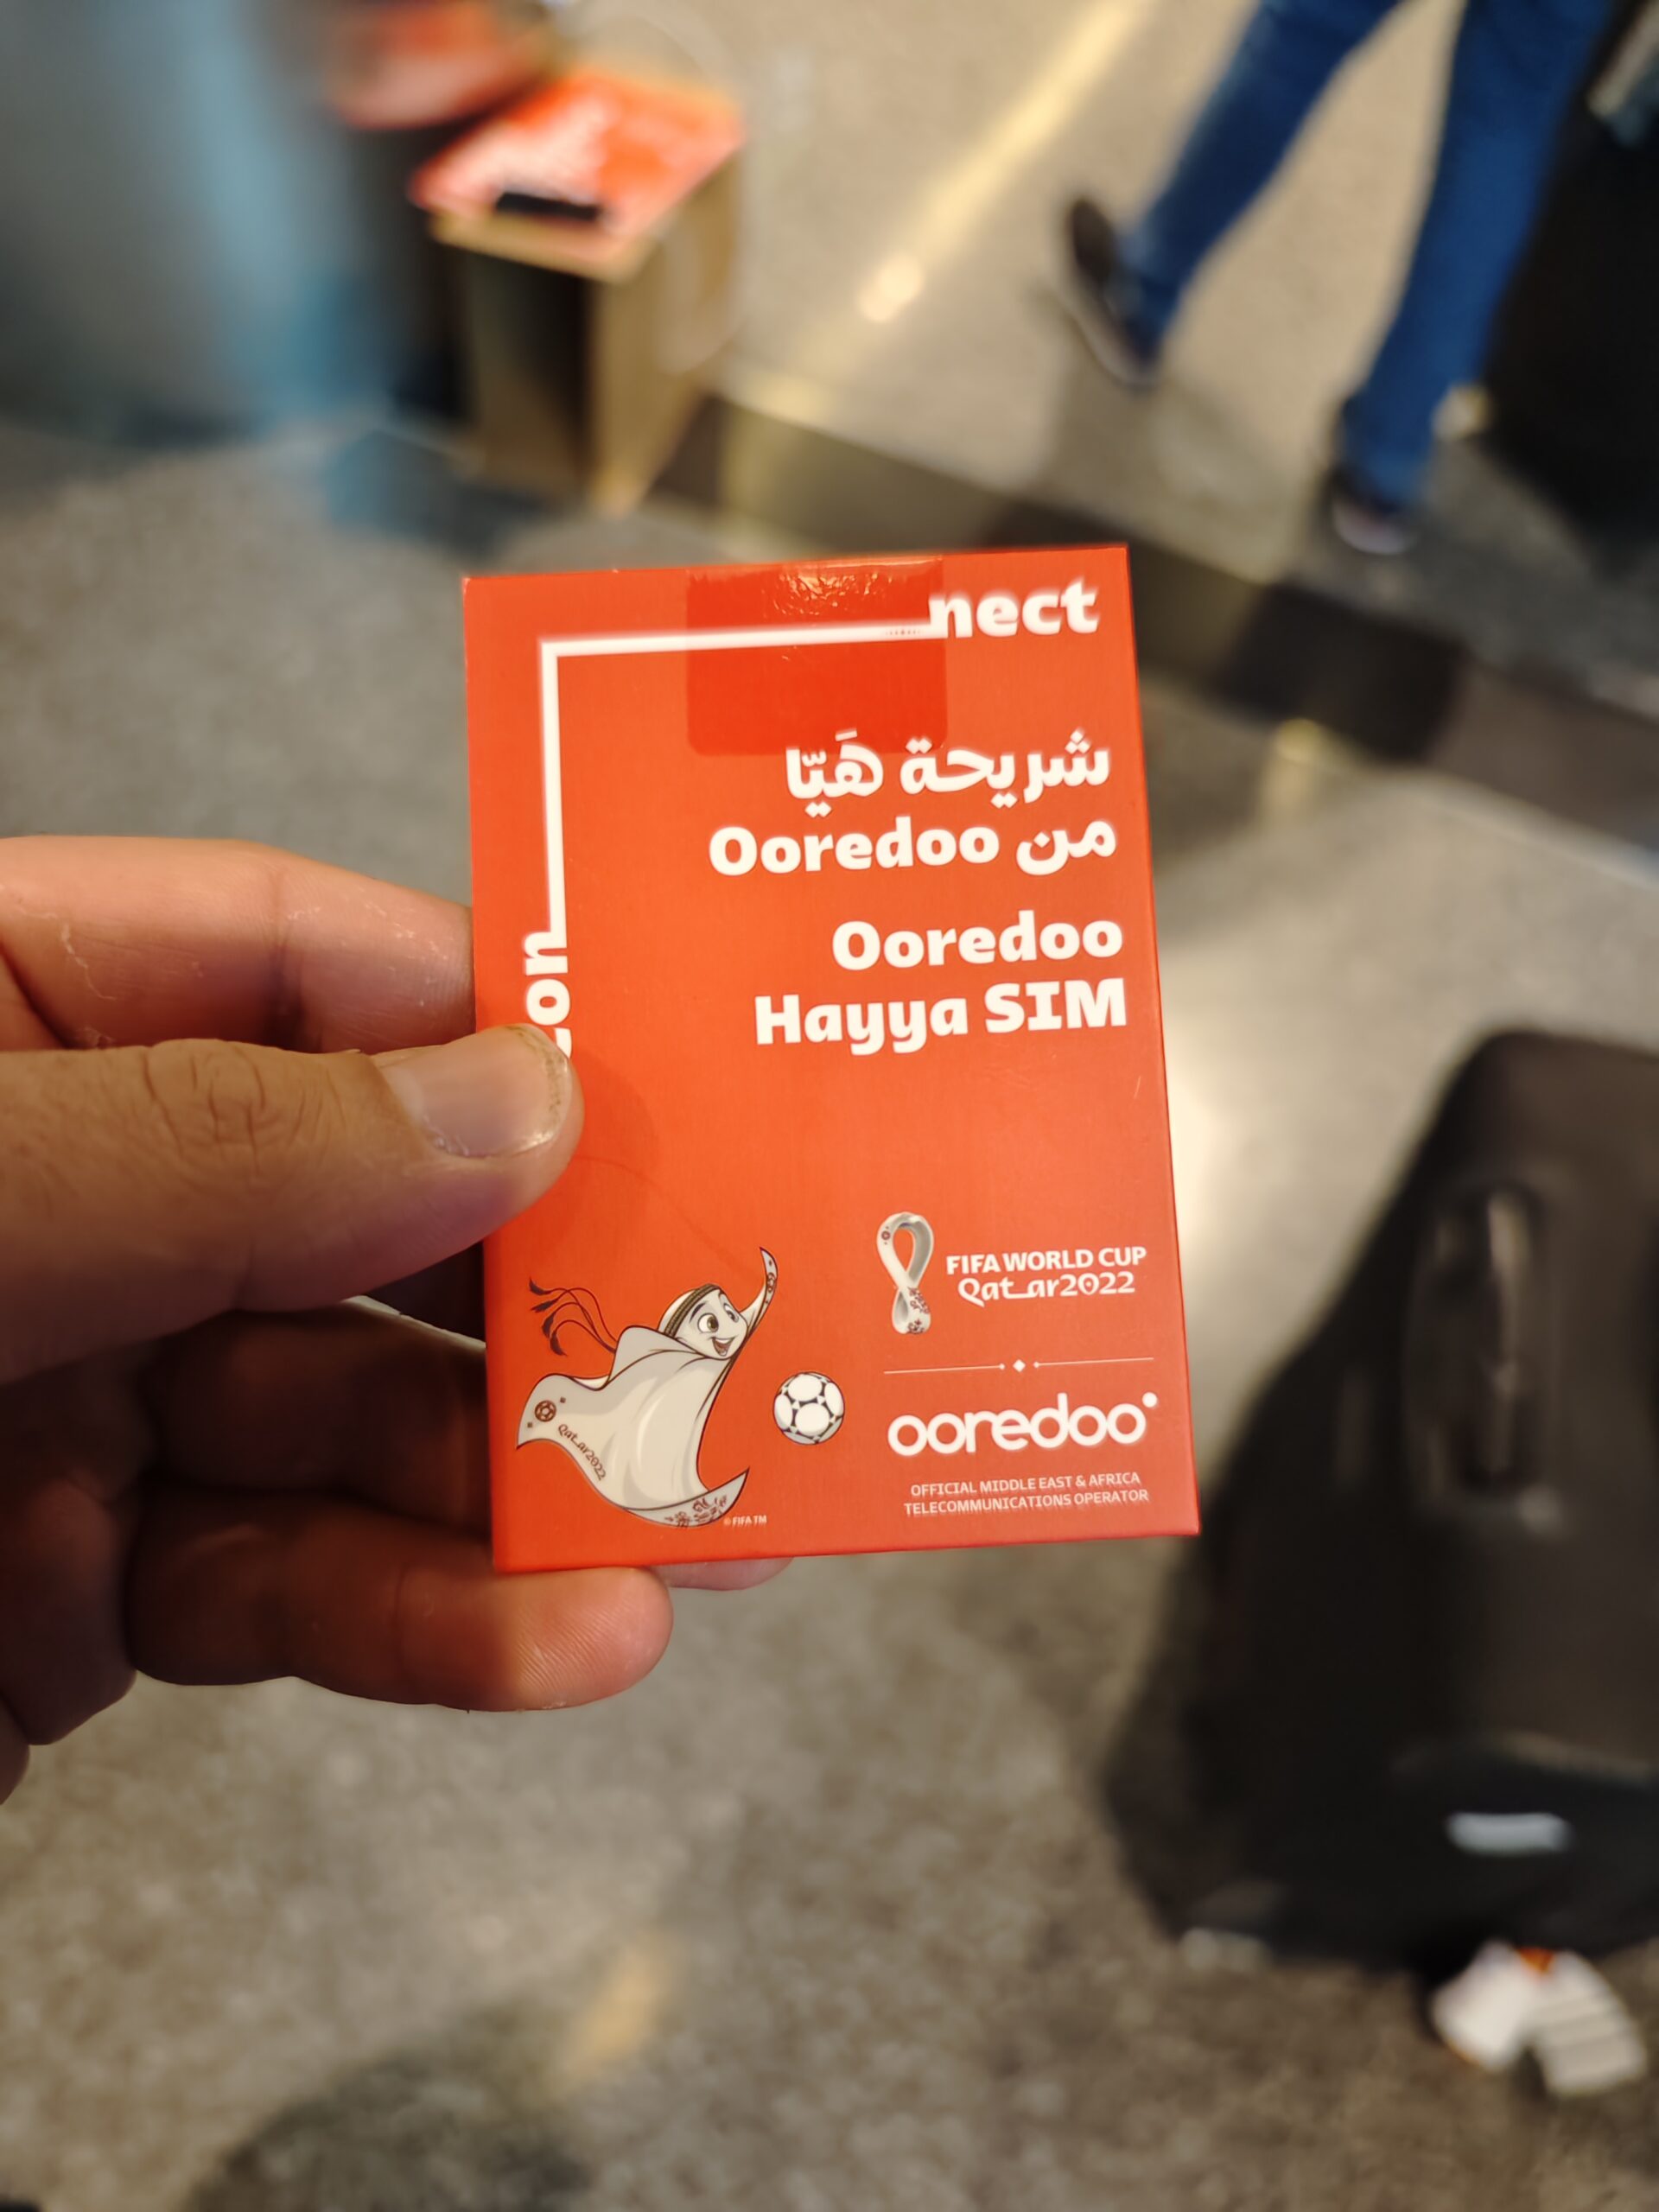 nect
con
شريحة هَيّا
من Ooredoo
Ooredoo
Hayya SIM
FIFA WORLD CUP
Qatar2022
ooredoo
OFFICIAL MIDDLE EAST & AFRICA
TELECOMMUNICATIONS OPERATOR
Qatar2022
© FIFA TM